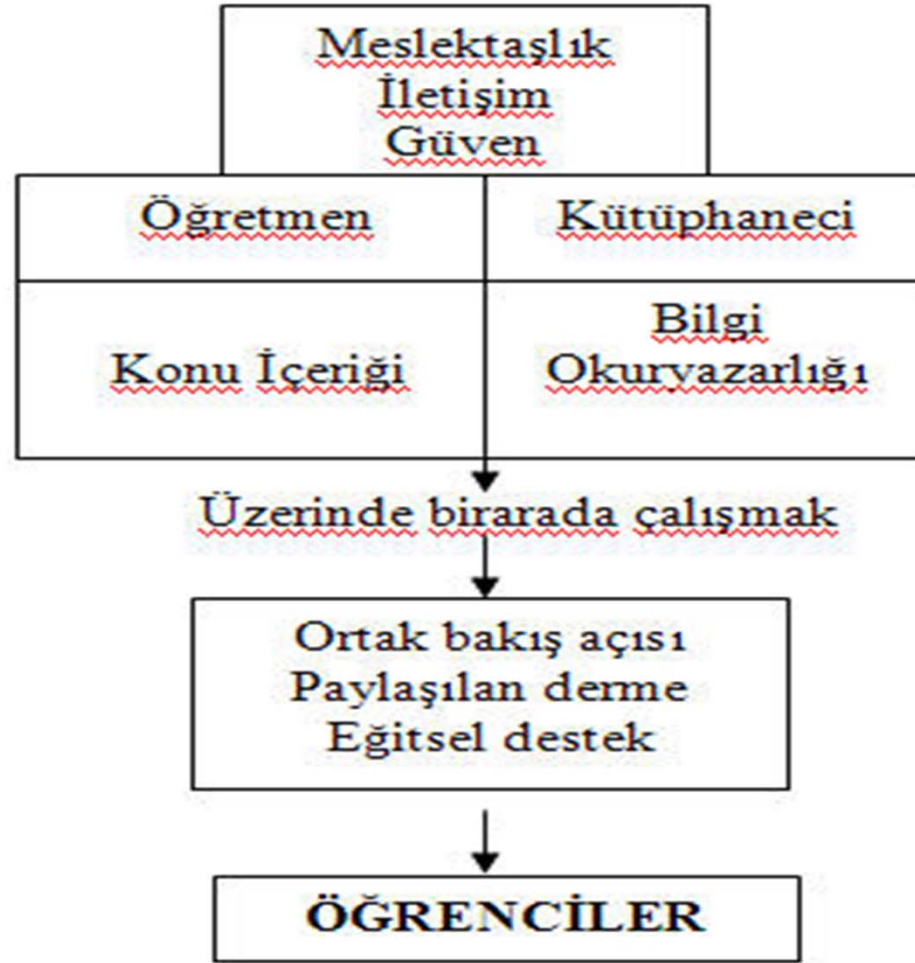 Meslektaşlık
İletişim
Güven
Öğretmen
Kütüphaneci
Konu İçeriği
Bilgi
Okuryazarlığı
Üzerinde birarada çalışmak
Ortak bakış açısı
Paylaşılan derme
Eğitsel destek
ÖĞRENCİLER